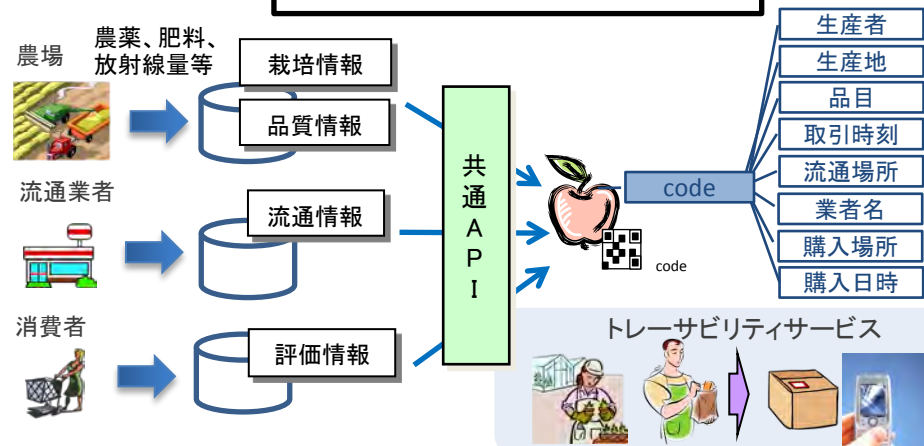 農場
農薬、肥料、
放射線量等
栽培情報
品質情報
流通業者
流通情報
消費者
評価情報
共通API
code
code
生産者
生産地
品目
取引時刻
流通場所
業者名
購入場所
購入日時
トレーサビリティサービス